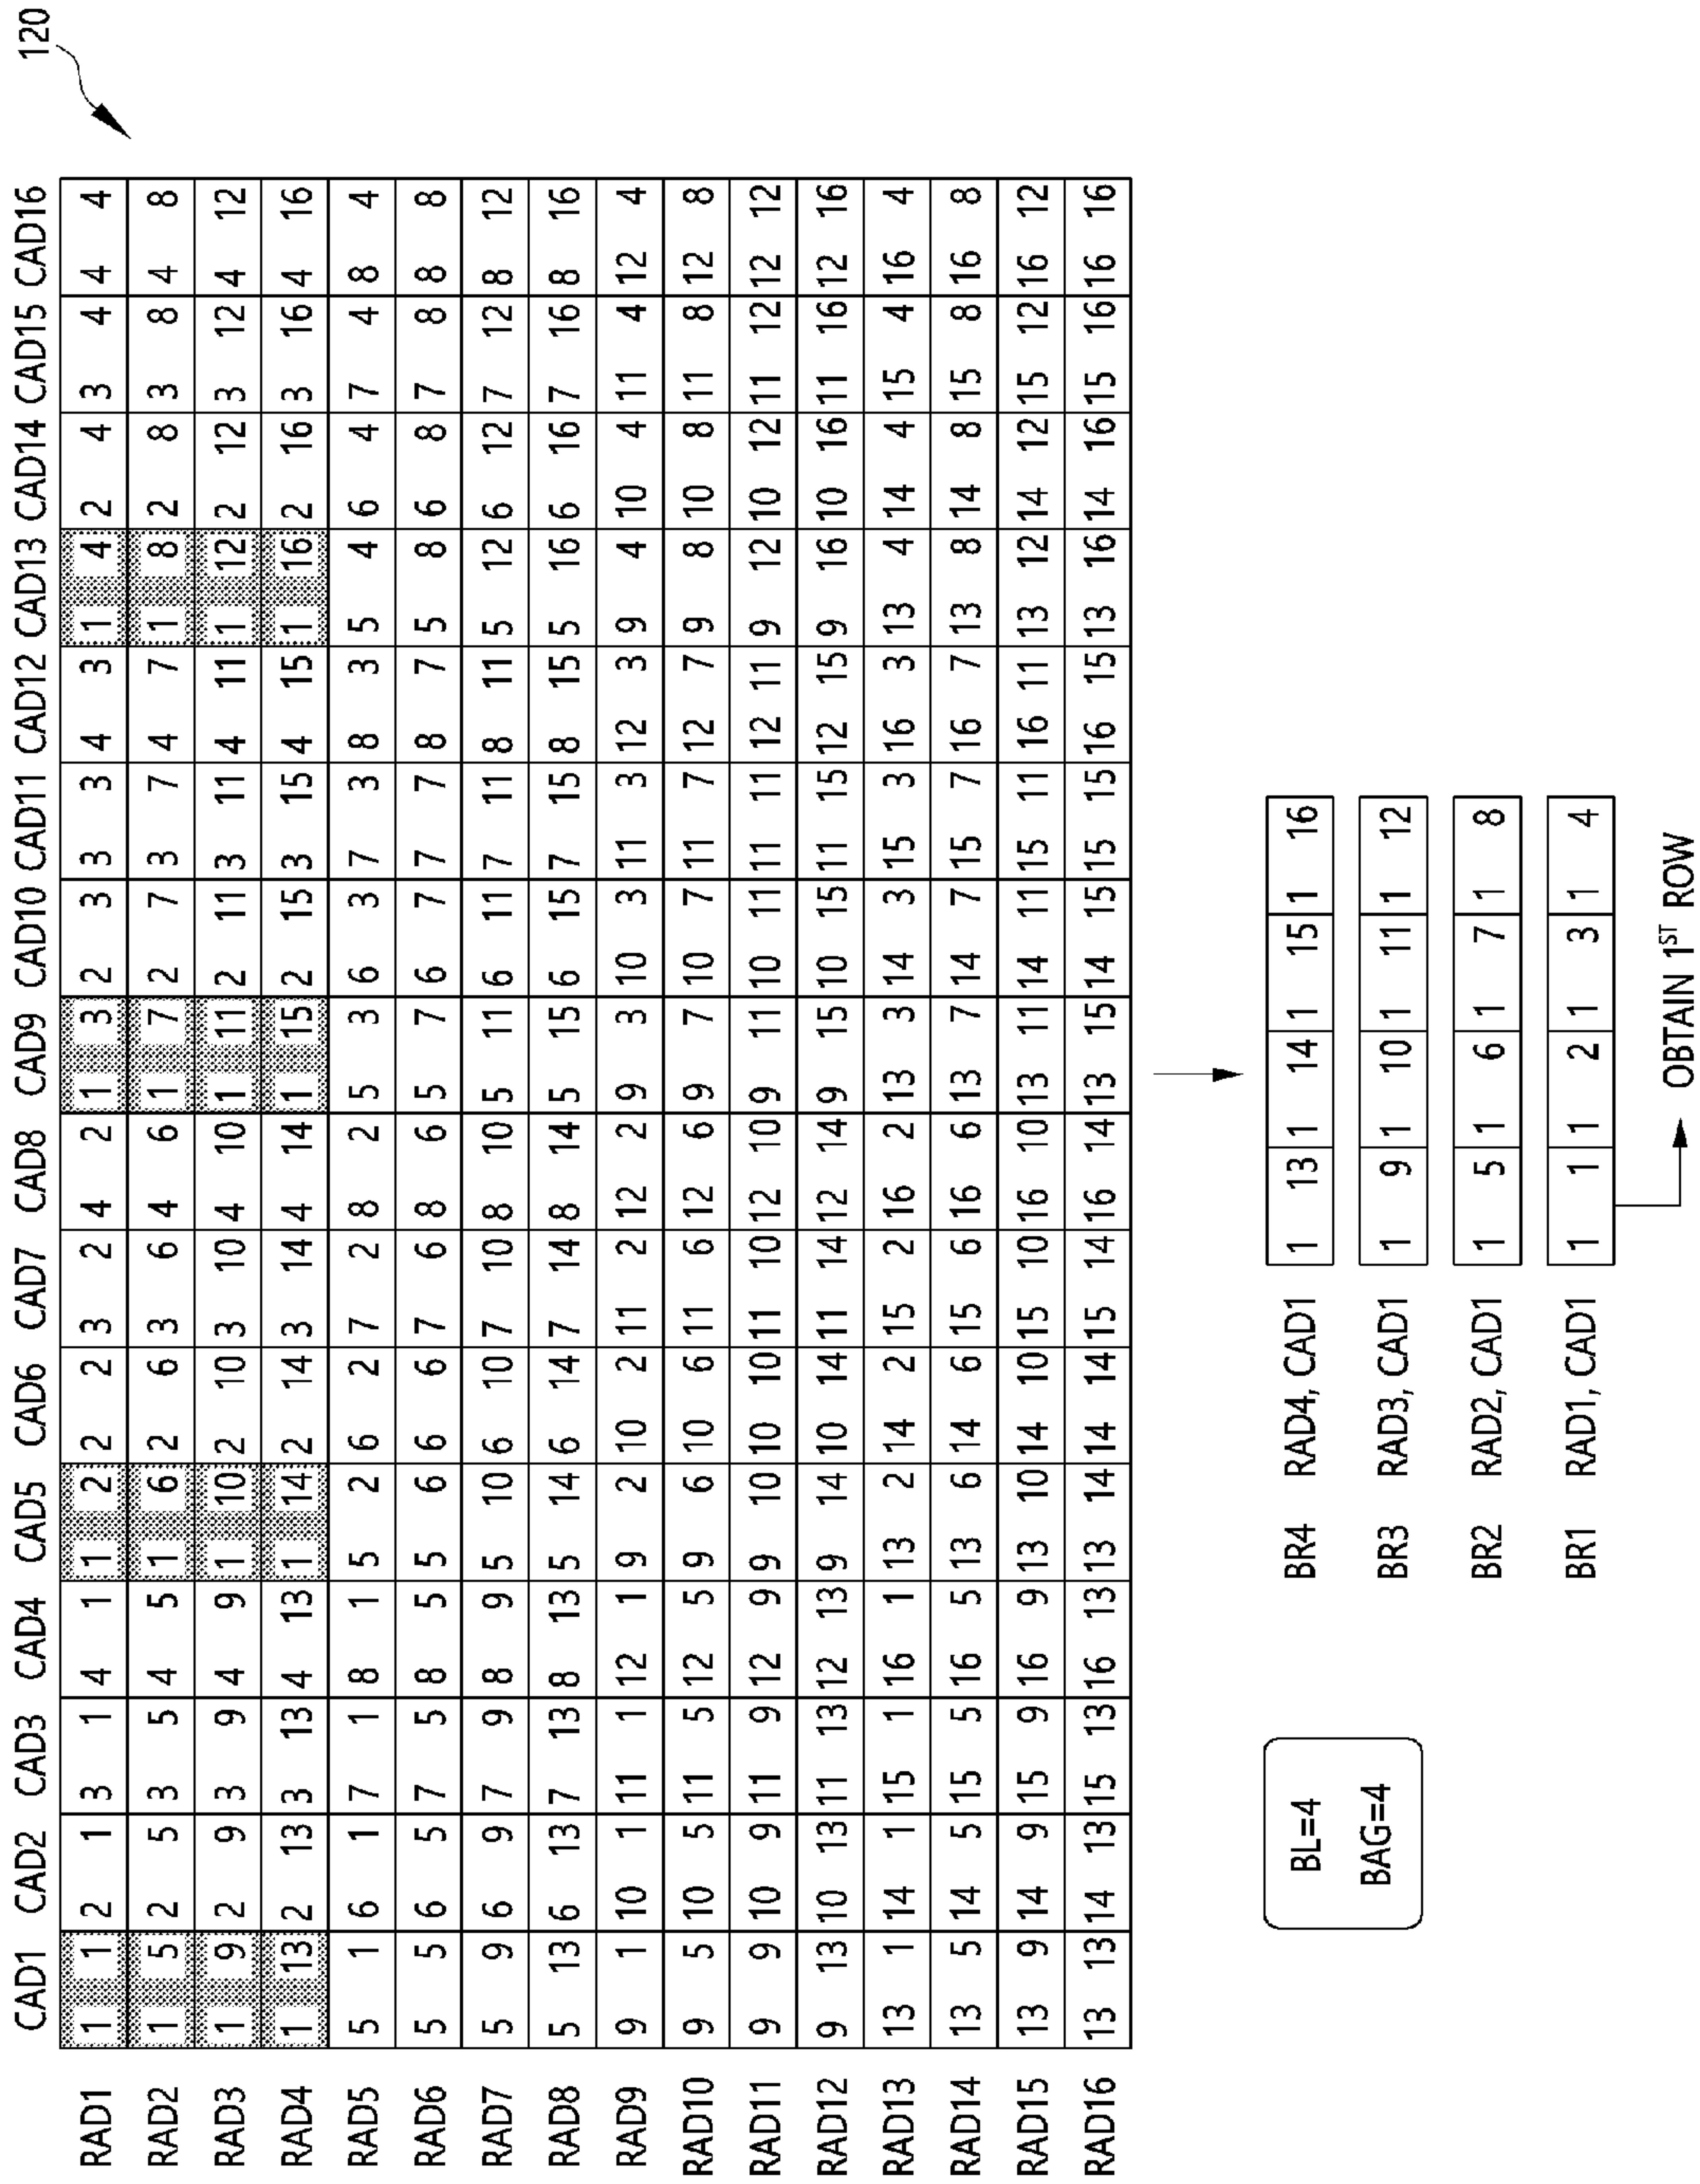 120
CAD1 CAD2 CAD3 CAD4 CAD5 CAD6 CAD7 CAD8 CAD9 CAD10 CAD11 CAD12 CAD13 CAD14 CAD15 CAD16
RAD1 1 1 2 1 3 1 4 1 1 2 2 2 3 2 4 2 1 3 2 3 3 3 4 3 1 4 2 4 3 4 4 4
RAD2 1 5 2 5 3 5 4 5 1 6 2 6 3 6 4 6 1 7 2 7 3 7 4 7 1 8 2 8 3 8 4 8
RAD3 1 9 2 9 3 9 4 9 1 10 2 10 3 10 4 10 1 11 2 11 3 11 4 11 1 12 2 12 3 12 4 12
RAD4 1 13 2 13 3 13 4 13 1 14 2 14 3 14 4 14 1 15 2 15 3 15 4 15 1 16 2 16 3 16 4 16
RAD5 5 1 6 1 7 1 8 1 5 2 6 2 7 2 8 2 5 3 6 3 7 3 8 3 5 4 6 4 7 4 8 4
RAD6 5 5 6 5 7 5 8 5 5 6 6 6 7 6 8 6 5 7 6 7 7 7 8 7 5 8 6 8 7 8 8 8
RAD7 5 9 6 9 7 9 8 9 5 10 6 10 7 10 8 10 5 11 6 11 7 11 8 11 5 12 6 12 7 12 8 12
RAD8 5 13 6 13 7 13 8 13 5 14 6 14 7 14 8 14 5 15 6 15 7 15 8 15 5 16 6 16 7 16 8 16
RAD9 9 1 10 1 11 1 12 1 9 2 10 2 11 2 12 2 9 3 10 3 11 3 12 3 9 4 10 4 11 4 12 4
RAD10 9 5 10 5 11 5 12 5 9 6 10 6 11 6 12 6 9 7 10 7 11 7 12 7 9 8 10 8 11 8 12 8
RAD11 9 9 10 9 11 9 12 9 9 10 10 10 11 10 12 10 9 11 10 11 11 11 12 11 9 12 10 12 11 12 12 12
RAD12 9 13 10 13 11 13 12 13 9 14 10 14 11 14 12 14 9 15 10 15 11 15 12 15 9 16 10 16 11 16 12 16
RAD13 13 1 14 1 15 1 16 1 13 2 14 2 15 2 16 2 13 3 14 3 15 3 16 3 13 4 14 4 15 4 16 4
RAD14 13 5 14 5 15 5 16 5 13 6 14 6 15 6 16 6 13 7 14 7 15 7 16 7 13 8 14 8 15 8 16 8
RAD15 13 9 14 9 15 9 16 9 13 10 14 10 15 10 16 10 13 11 14 11 15 11 16 11 13 12 14 12 15 12 16 12
RAD16 13 13 14 13 15 13 16 13 13 14 14 14 15 14 16 14 13 15 14 15 15 15 16 15 13 16 14 16 15 16 16 16
BL=4
BAG=4
BR4 RAD4, CAD1 1 13 1 14 1 15 1 16
BR3 RAD3, CAD1 1 9 1 10 1 11 1 12
BR2 RAD2, CAD1 1 5 1 6 1 7 1 8
BR1 RAD1, CAD1 1 1 1 2 1 3 1 4
OBTAIN 1ST ROW